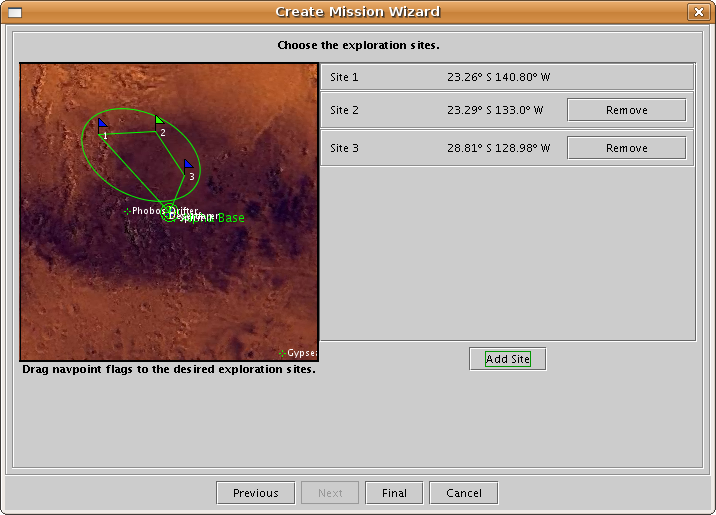 Create Mission Wizard
Choose the exploration sites.
Site 1 23.26° S 140.80° W
Site 2 23.29° S 133.0° W Remove
Site 3 28.81° S 128.98° W Remove
1
2
3
Phobos Drifter
Base
Gypse
Add Site
Drag navpoint flags to the desired exploration sites.
Previous Next Final Cancel